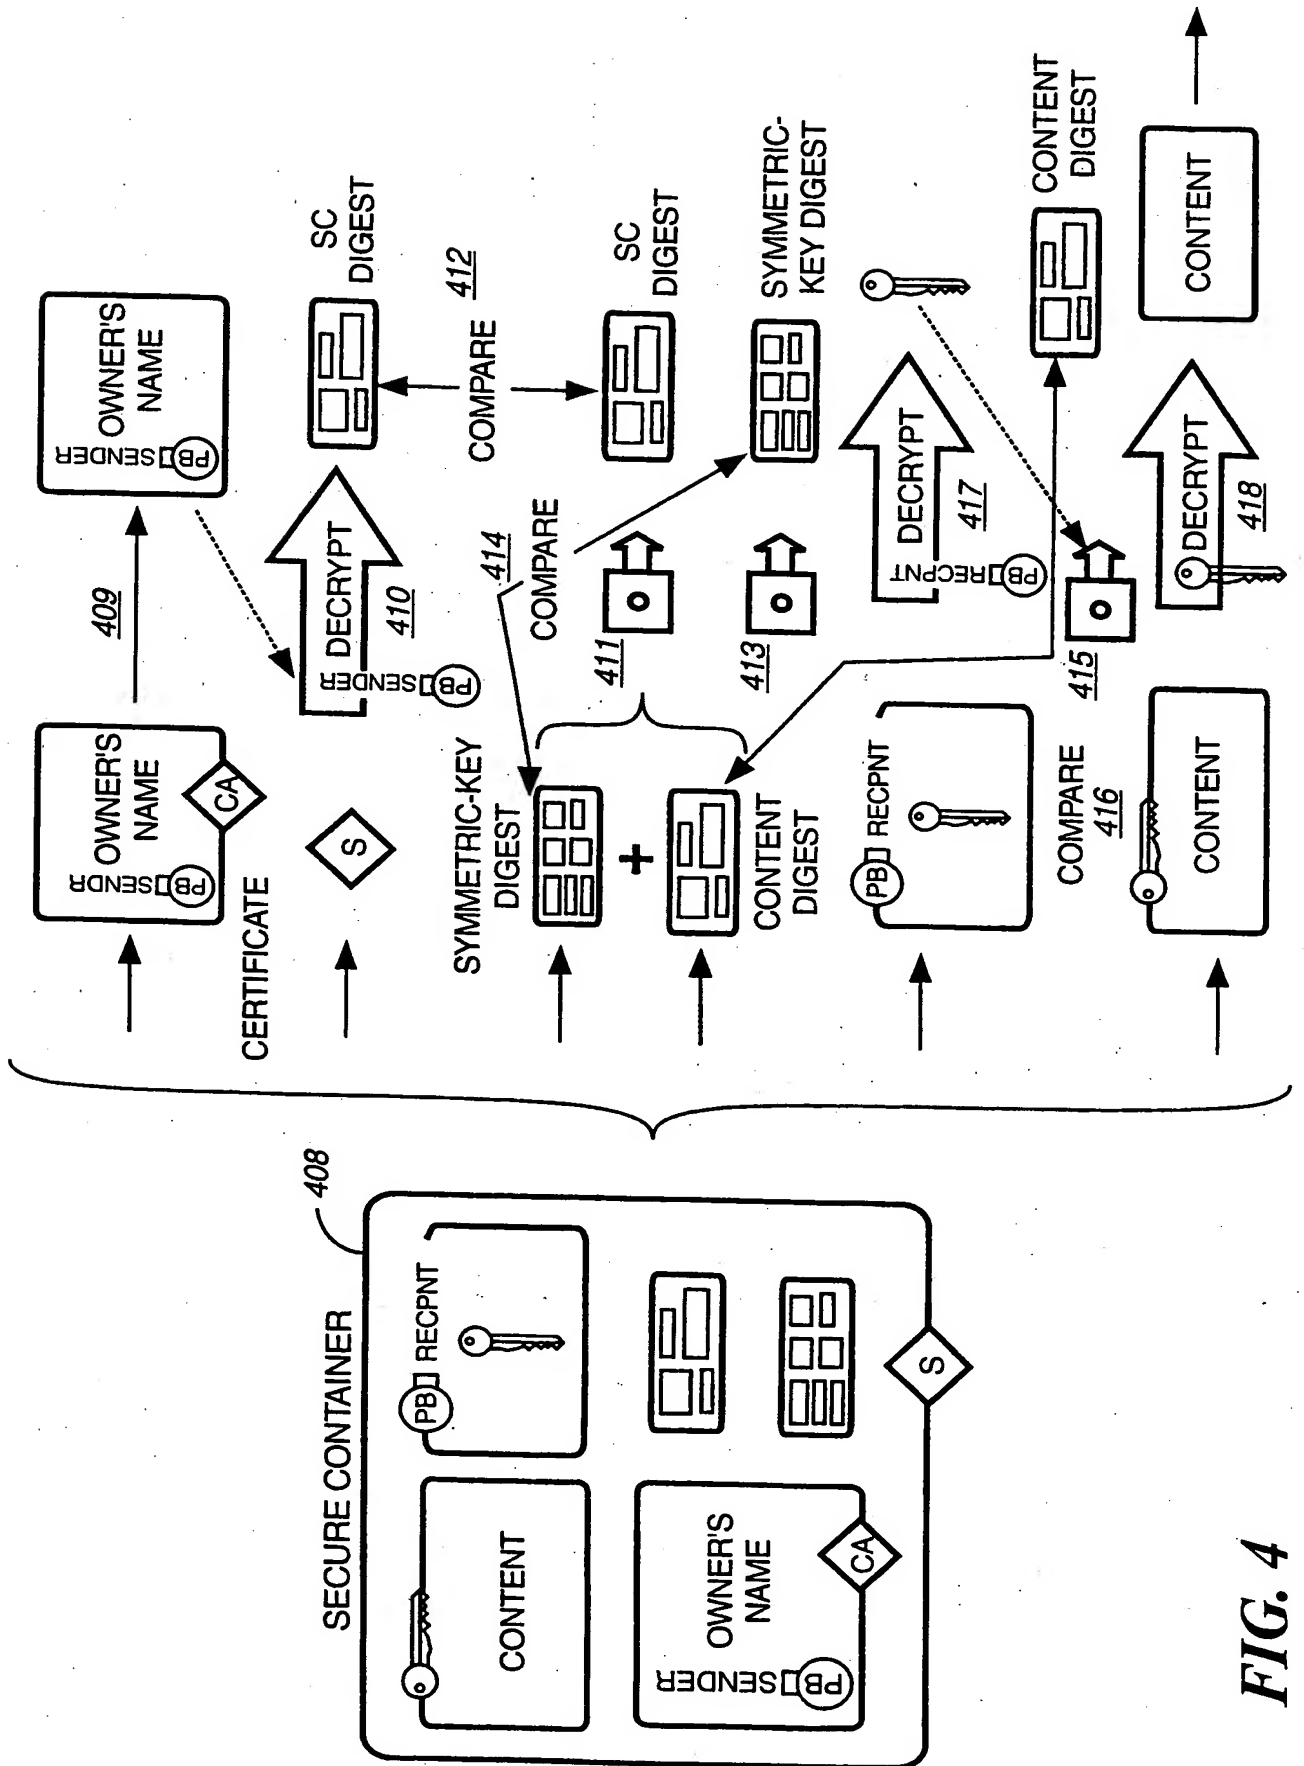 SECURE CONTAINER
408
CONTENT
PB RECPNT
SENDER
PB
OWNER'S
NAME
CA
S
OWNER'S
NAME
SENDR
PB
CA
CERTIFICATE
409
OWNER'S
NAME
SENDER
PB
S
DECRYPT
SENDER
PB
410
SC
DIGEST
COMPARE
412
SYMMETRIC-KEY
DIGEST
+
CONTENT
DIGEST
414
COMPARE
411
SC
DIGEST
413
SYMMETRIC-
KEY DIGEST
PB RECPNT
DECRYPT
RECPNT
PB
417
COMPARE
416
415
CONTENT
DIGEST
CONTENT
DECRYPT
418
CONTENT
FIG. 4